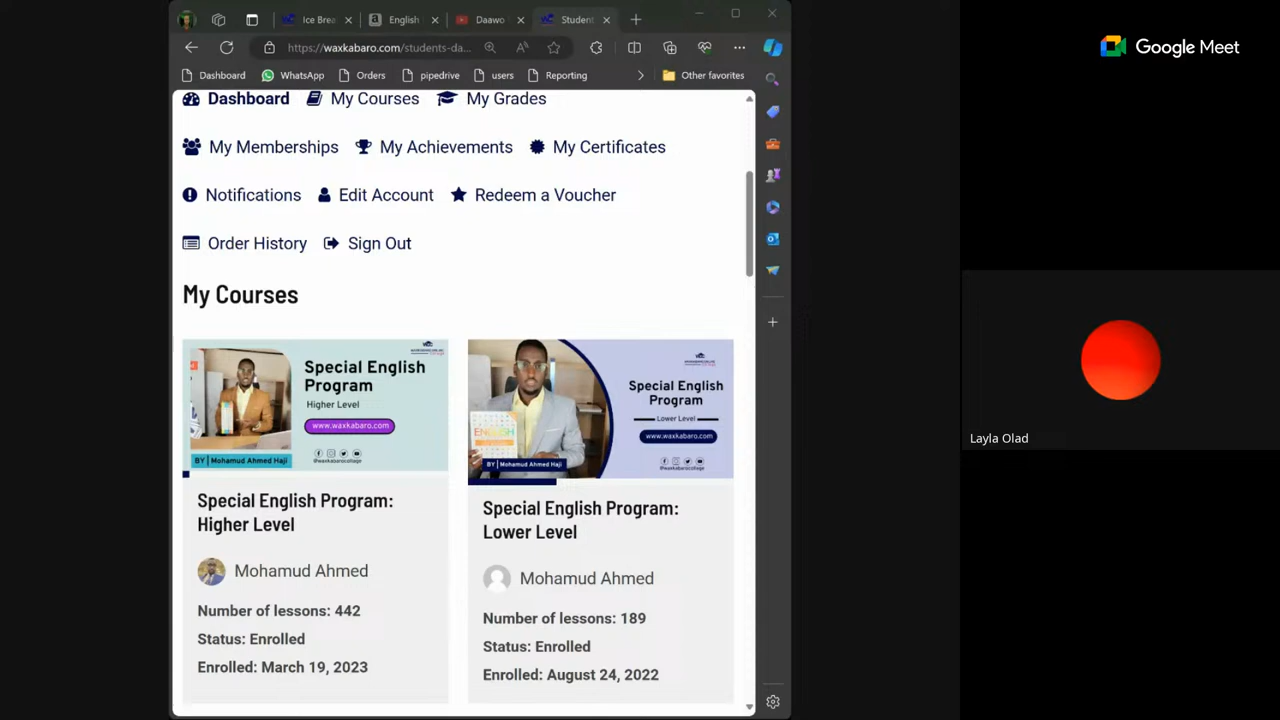 Ice Brea
English
Daawo
Student
https://waxkabaro.com/students-da...
Google Meet
Dashboard
WhatsApp
Orders
pipedrive
users
Reporting
Other favorites
Dashboard
My Courses
My Grades
My Memberships
My Achievements
My Certificates
Notifications
Edit Account
Redeem a Voucher
Order History
Sign Out
My Courses
Special English
Program
Higher Level
www.waxkabaro.com
@waxkabarocollege
BY | Mohamud Ahmed Haji
Special English
Program
Lower Level
www.waxkabaro.com
@waxkabarocollege
ENGLISH
BY | Mohamud Ahmed Haji
Special English Program:
Higher Level
Mohamud Ahmed
Number of lessons: 442
Status: Enrolled
Enrolled: March 19, 2023
Special English Program:
Lower Level
Mohamud Ahmed
Number of lessons: 189
Status: Enrolled
Enrolled: August 24, 2022
Layla Olad